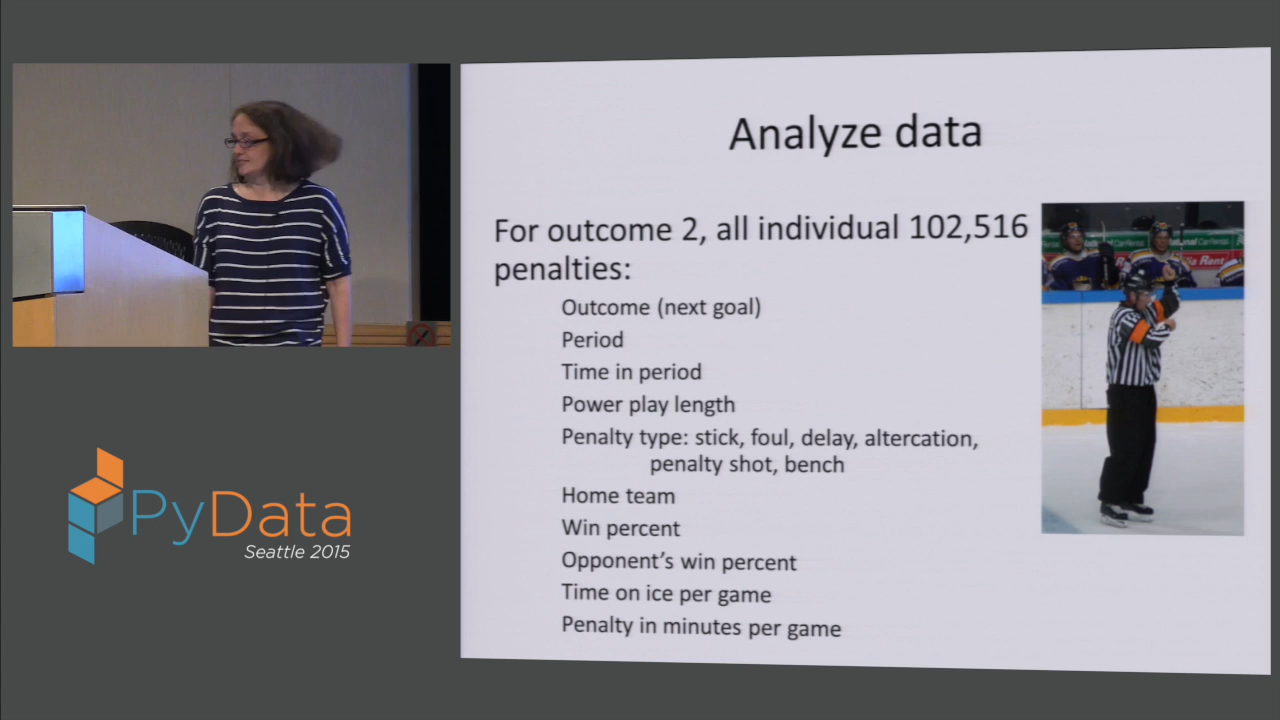 Analyze data
For outcome 2, all individual 102,516
penalties:
Outcome (next goal)
Period
Time in period
Power play length
Penalty type: stick, foul, delay, altercation,
penalty shot, bench
Home team
Win percent
Opponent's win percent
Time on ice per game
Penalty in minutes per game
PyData
Seattle 2015